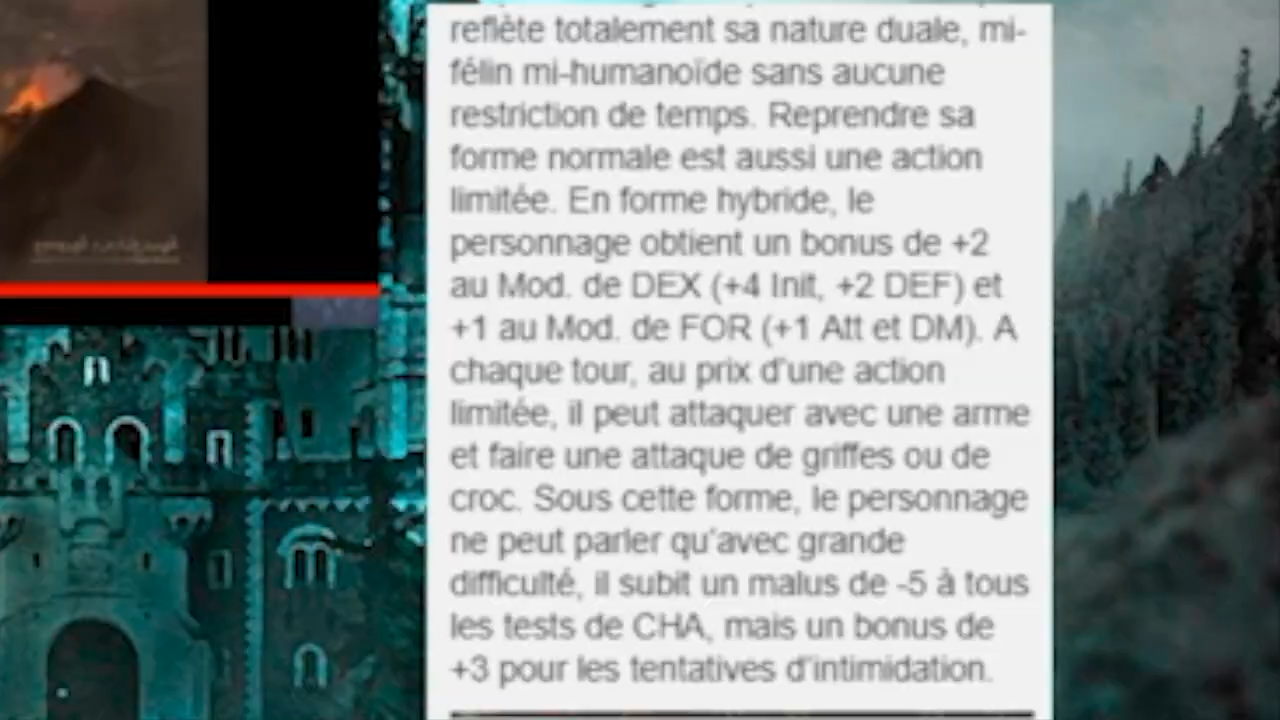 reflète totalement sa nature duale, mi-
félin mi-humanoïde sans aucune
restriction de temps. Reprendre sa
forme normale est aussi une action
limitée. En forme hybride, le
personnage obtient un bonus de +2
au Mod. de DEX (+4 Init, +2 DEF) et
+1 au Mod. de FOR (+1 Att et DM). A
chaque tour, au prix d'une action
limitée, il peut attaquer avec une arme
et faire une attaque de griffes ou de
croc. Sous cette forme, le personnage
ne peut parler qu'avec grande
difficulté, il subit un malus de -5 à tous
les tests de CHA, mais un bonus de
+3 pour les tentatives d'intimidation.